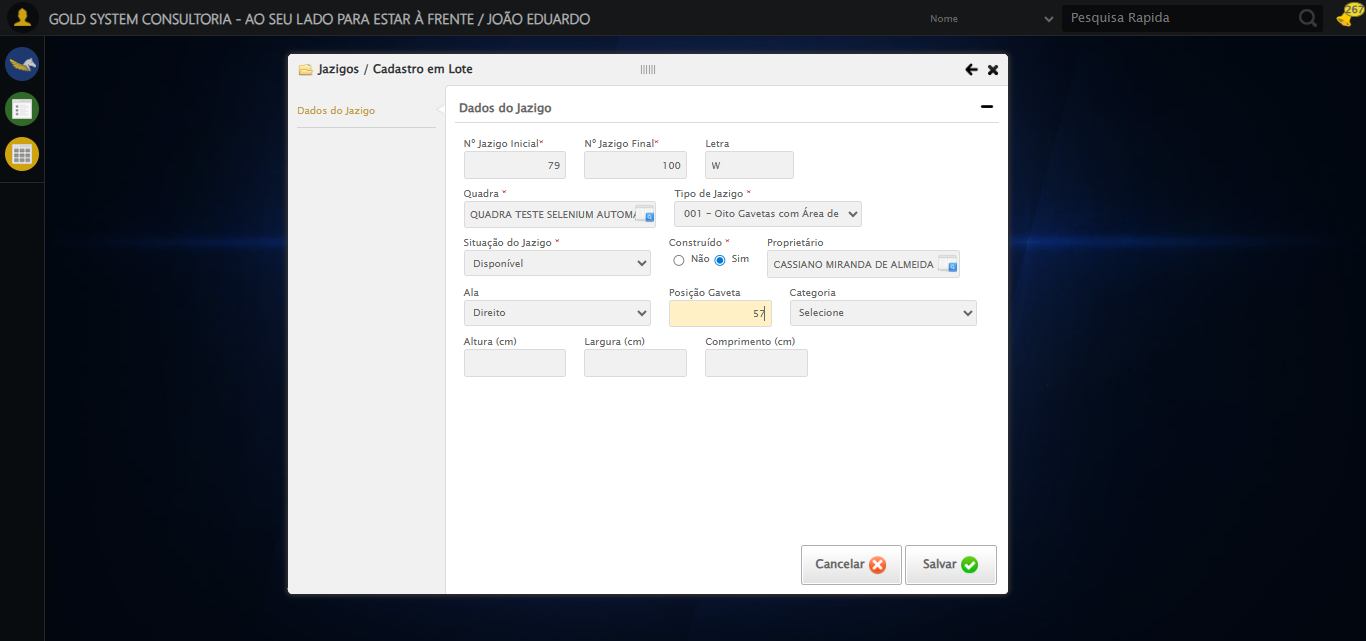 GOLD SYSTEM CONSULTORIA - AO SEU LADO PARA ESTAR À FRENTE / JOÃO EDUARDO
Nome
Pesquisa Rapida
267
Jazigos / Cadastro em Lote
Dados do Jazigo
Dados do Jazigo
Nº Jazigo Inicial* Nº Jazigo Final* Letra
79 100 W
Quadra * Tipo de Jazigo *
QUADRA TESTE SELENIUM AUTOMA 001 - Oito Gavetas com Área de
Situação do Jazigo * Construído * Proprietário
Disponível Não Sim CASSIANO MIRANDA DE ALMEIDA
Ala Posição Gaveta Categoria
Direito 57 Selecione
Altura (cm) Largura (cm) Comprimento (cm)
Cancelar Salvar